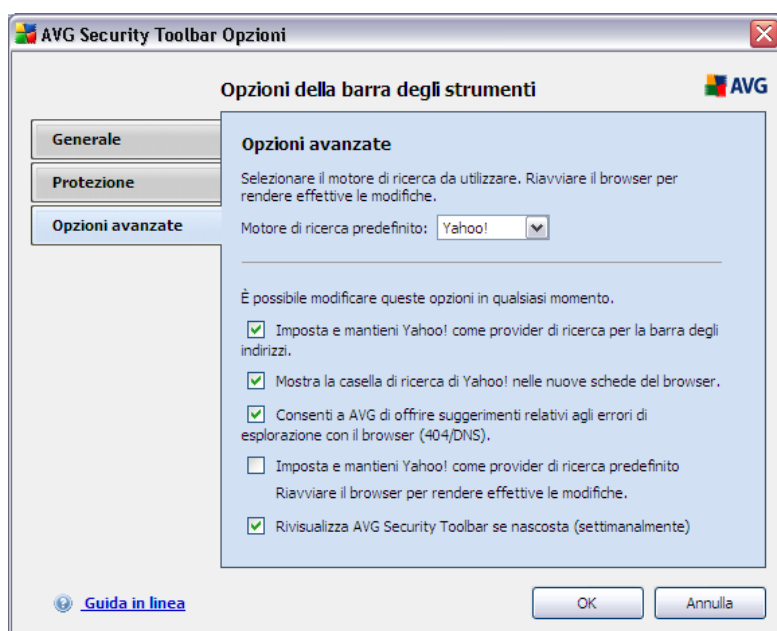 AVG Security Toolbar Opzioni
Opzioni della barra degli strumenti
AVG
Generale
Protezione
Opzioni avanzate
Opzioni avanzate
Selezionare il motore di ricerca da utilizzare. Riavviare il browser per
rendere effettive le modifiche.
Motore di ricerca predefinito: Yahoo!
È possibile modificare queste opzioni in qualsiasi momento.
Imposta e mantieni Yahoo! come provider di ricerca per la barra degli
indirizzi.
Mostra la casella di ricerca di Yahoo! nelle nuove schede del browser.
Consenti a AVG di offrire suggerimenti relativi agli errori di
esplorazione con il browser (404/DNS).
Imposta e mantieni Yahoo! come provider di ricerca predefinito
Riavviare il browser per rendere effettive le modifiche.
Rivisualizza AVG Security Toolbar se nascosta (settimanalmente)
Guida in linea
OK
Annulla